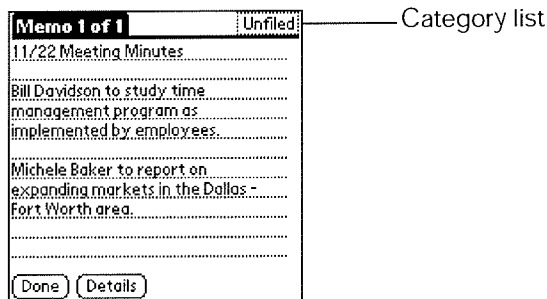 Memo 1 of 1 Unfiled Category list
11/22 Meeting Minutes
Bill Davidson to study time
management program as
implemented by employees.
Michele Baker to report on
expanding markets in the Dallas -
Fort Worth area.
Done Details